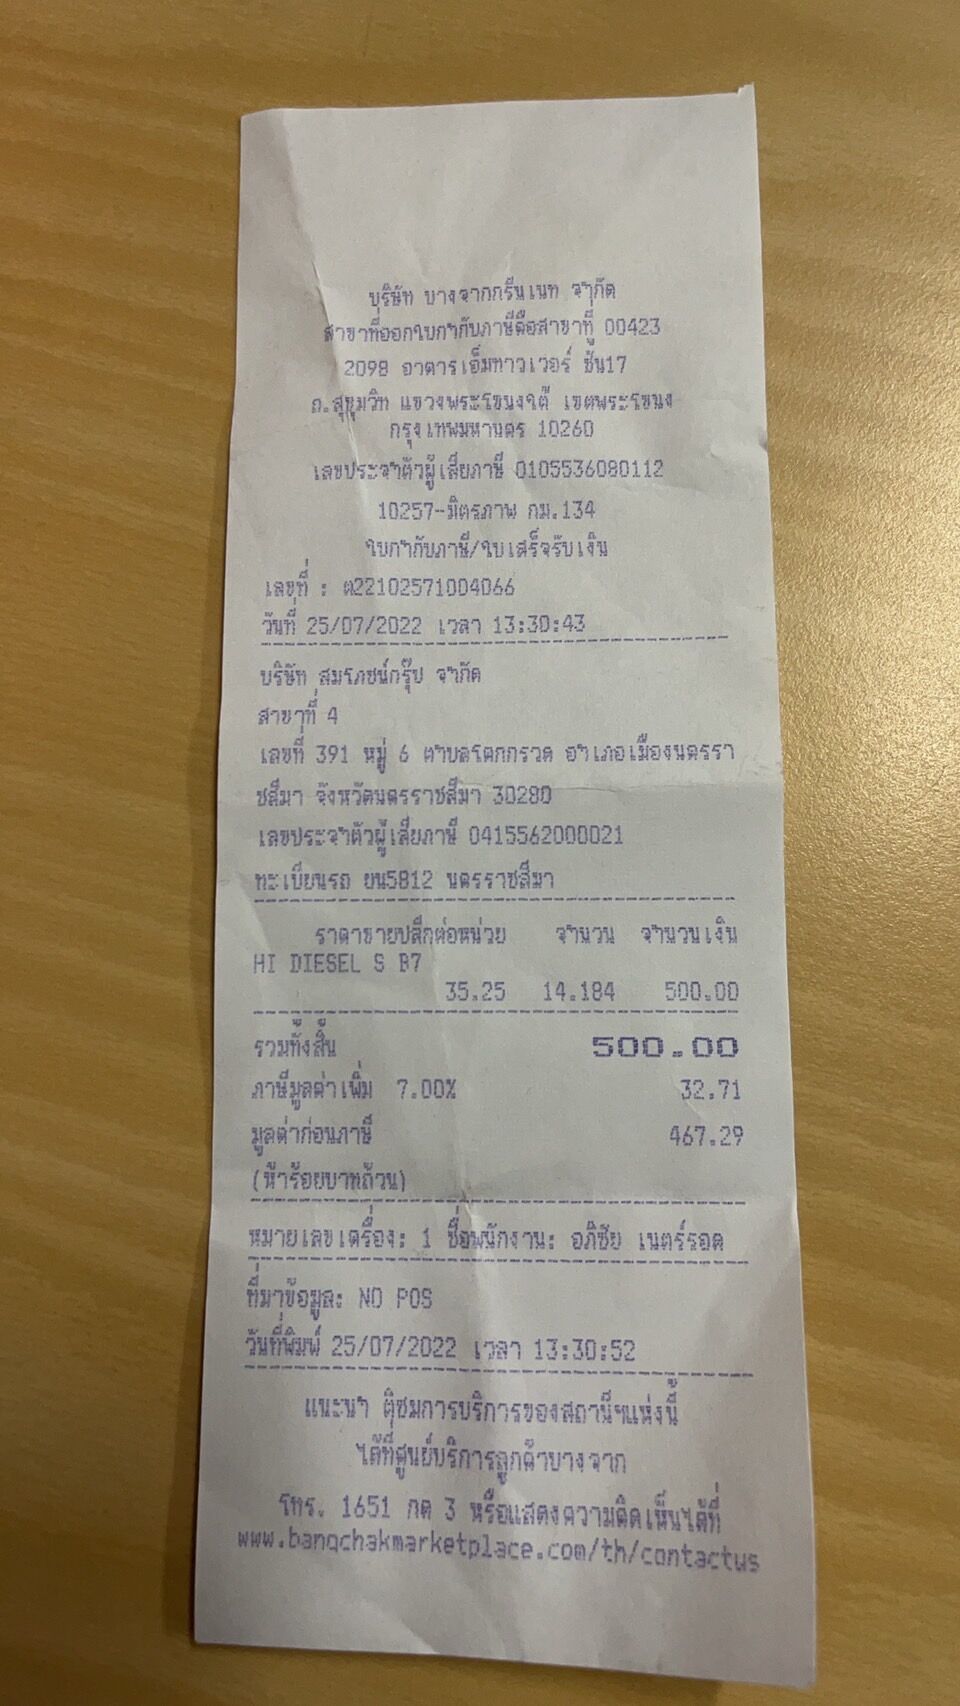 บริษัท บางจากกรีนเนท จำกัด
สาขาที่ออกใบกำกับภาษีคือสาขาที่ 00423
2098 อาคารเอ็มทาวเวอร์ ชั้น17
ถ.สุขุมวิท แขวงพระโขนงใต้ เขตพระโขนง
กรุงเทพมหานคร 10260
เลขประจำตัวผู้เสียภาษี 0105536080112
10257-มิตรภาพ กม.134
ใบกำกับภาษี/ใบเสร็จรับเงิน
เลขที่ : ต22102571004066
วันที่ 25/07/2022 เวลา 13:30:43
บริษัท สมโภชน์กรุ๊ป จำกัด
สาขาที่ 4
เลขที่ 391 หมู่ 6 ตำบลโคกกรวด อำเภอเมืองนครรา
ชสีมา จังหวัดนครราชสีมา 30280
เลขประจำตัวผู้เสียภาษี 0415562000021
ทะเบียนรถ ยน5812 นครราชสีมา
ราคาขายปลีกต่อหน่วย จำนวน จำนวนเงิน
HI DIESEL S B7
35.25 14.184 500.00
รวมทั้งสิ้น 500.00
ภาษีมูลค่าเพิ่ม 7.00% 32.71
มูลค่าก่อนภาษี 467.29
(ห้าร้อยบาทถ้วน)
หมายเลขเครื่อง: 1 ชื่อพนักงาน: อภิชัย เนตร์รอด
ที่มาข้อมูล: NO POS
วันที่พิมพ์ 25/07/2022 เวลา 13:30:52
แนะนำ ติชมการบริการของสถานีฯแห่งนี้
ได้ที่ศูนย์บริการลูกค้าบางจาก
โทร. 1651 กด 3 หรือแสดงความคิดเห็นได้ที่
www.bangchakmarketplace.com/th/contactus